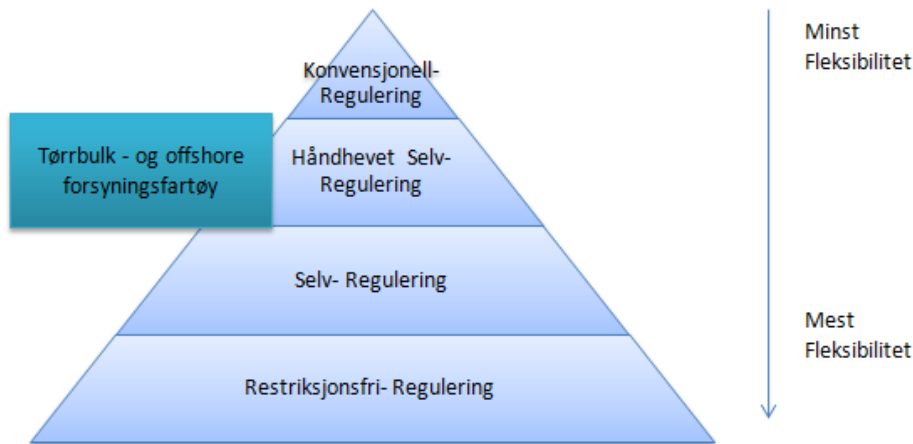 Konvensjonell-
Regulering
Tørrbulk - og offshore
forsyningsfartøy
Håndhevet Selv-
Regulering
Selv- Regulering
Restriksjonsfri- Regulering
Minst
Fleksibilitet
Mest
Fleksibilitet